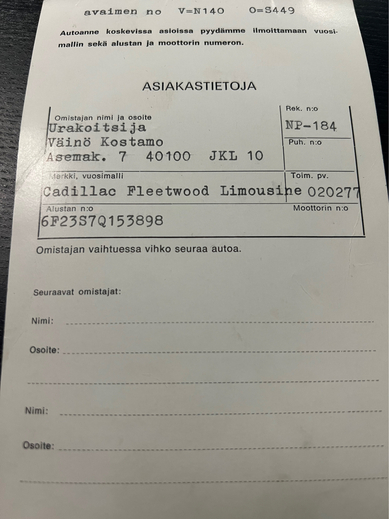 avaimen no V=N140 O=S449
Autoanne koskevissa asioissa pyydämme ilmoittamaan vuosi-
mallin sekä alustan ja moottorin numeron.
ASIAKASTIETOJA
Omistajan nimi ja osoite Rek. n:o
Urakoitsija NP-184
Väinö Kostamo Puh. n:o
Asemak. 7 40100 JKL 10
Merkki, vuosimalli Toim. pv.
Cadillac Fleetwood Limousine 020277
Alustan n:o Moottorin n:o
6F23S7Q153898
Omistajan vaihtuessa vihko seuraa autoa.
Seuraavat omistajat:
Nimi:
Osoite:
Nimi:
Osoite: